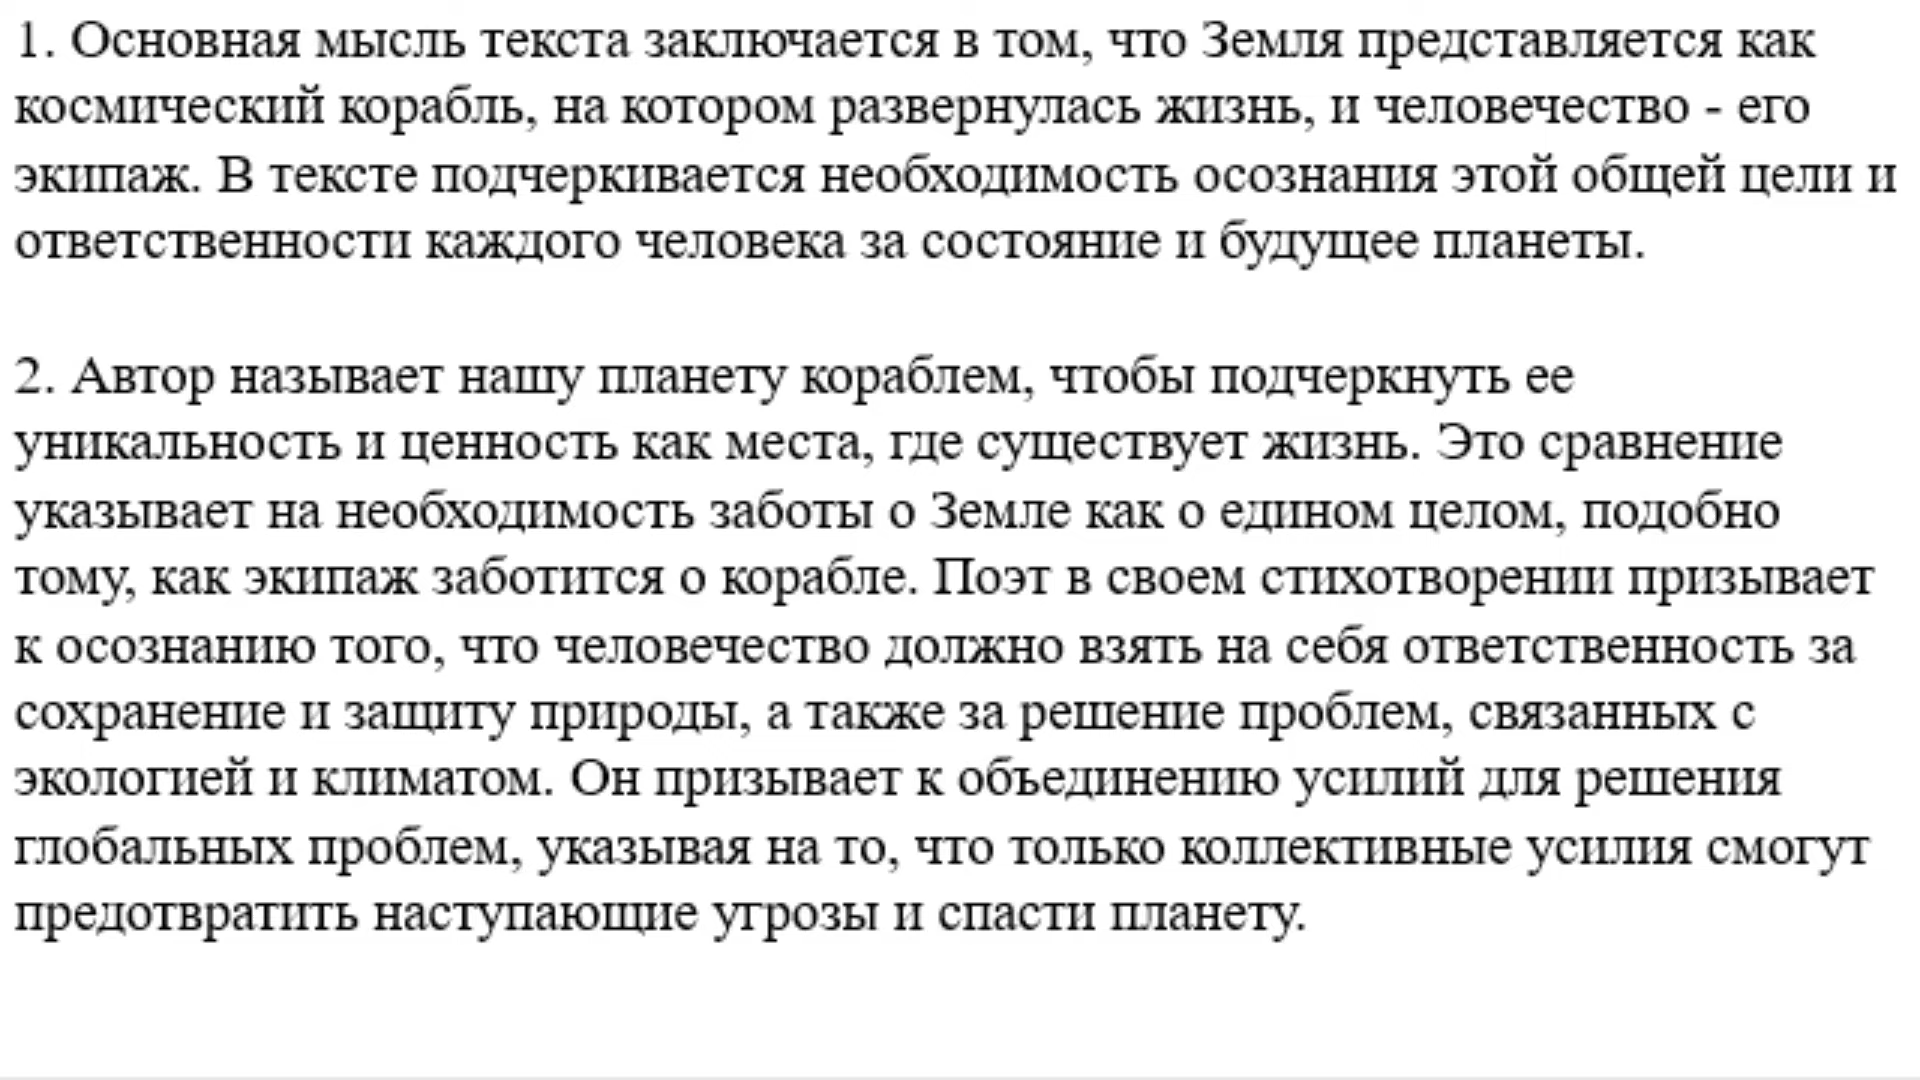 1. Основная мысль текста заключается в том, что Земля представляется как
космический корабль, на котором развернулась жизнь, и человечество - его
экипаж. В тексте подчеркивается необходимость осознания этой общей цели и
ответственности каждого человека за состояние и будущее планеты.
2. Автор называет нашу планету кораблем, чтобы подчеркнуть ее
уникальность и ценность как места, где существует жизнь. Это сравнение
указывает на необходимость заботы о Земле как о едином целом, подобно
тому, как экипаж заботится о корабле. Поэт в своем стихотворении призывает
к осознанию того, что человечество должно взять на себя ответственность за
сохранение и защиту природы, а также за решение проблем, связанных с
экологией и климатом. Он призывает к объединению усилий для решения
глобальных проблем, указывая на то, что только коллективные усилия смогут
предотвратить наступающие угрозы и спасти планету.